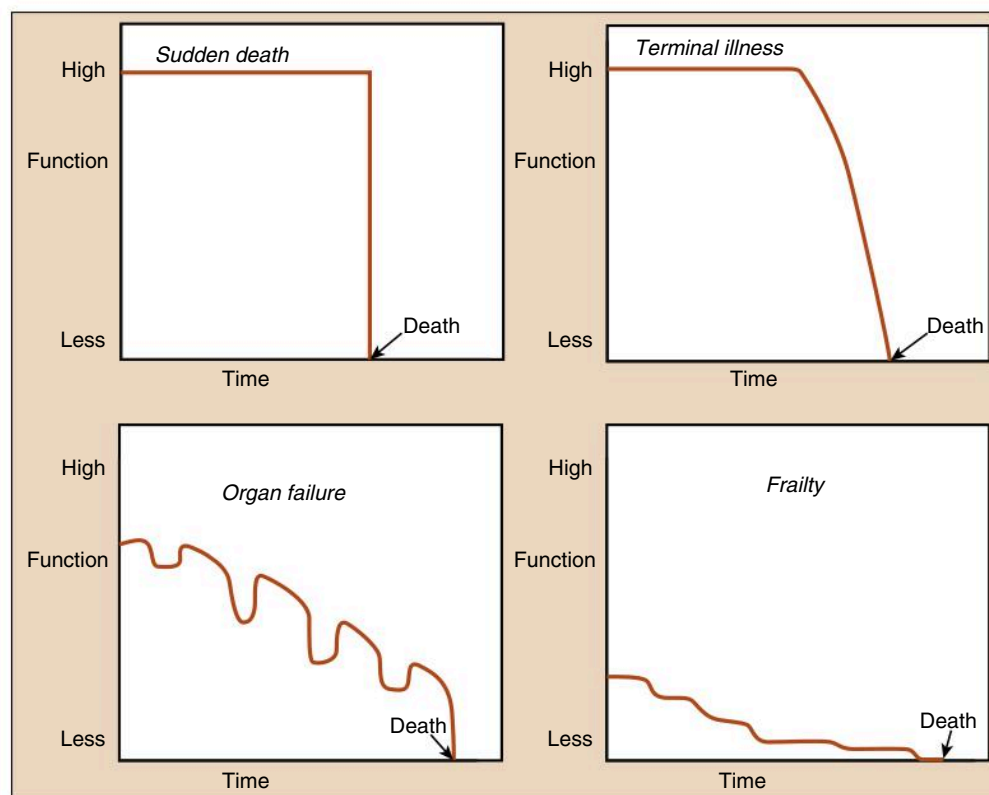 Sudden death
High
Function
Less
Death
Time
Terminal illness
High
Function
Less
Death
Time
Organ failure
High
Function
Less
Death
Time
Frailty
High
Function
Less
Death
Time